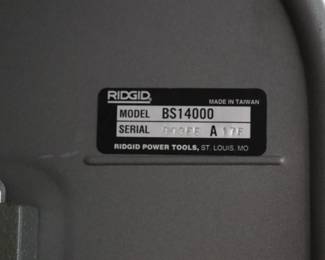 RIDGID
MADE IN TAIWAN
MODEL BS14000
SERIAL A
RIDGID POWER TOOLS, ST. LOUIS, MO